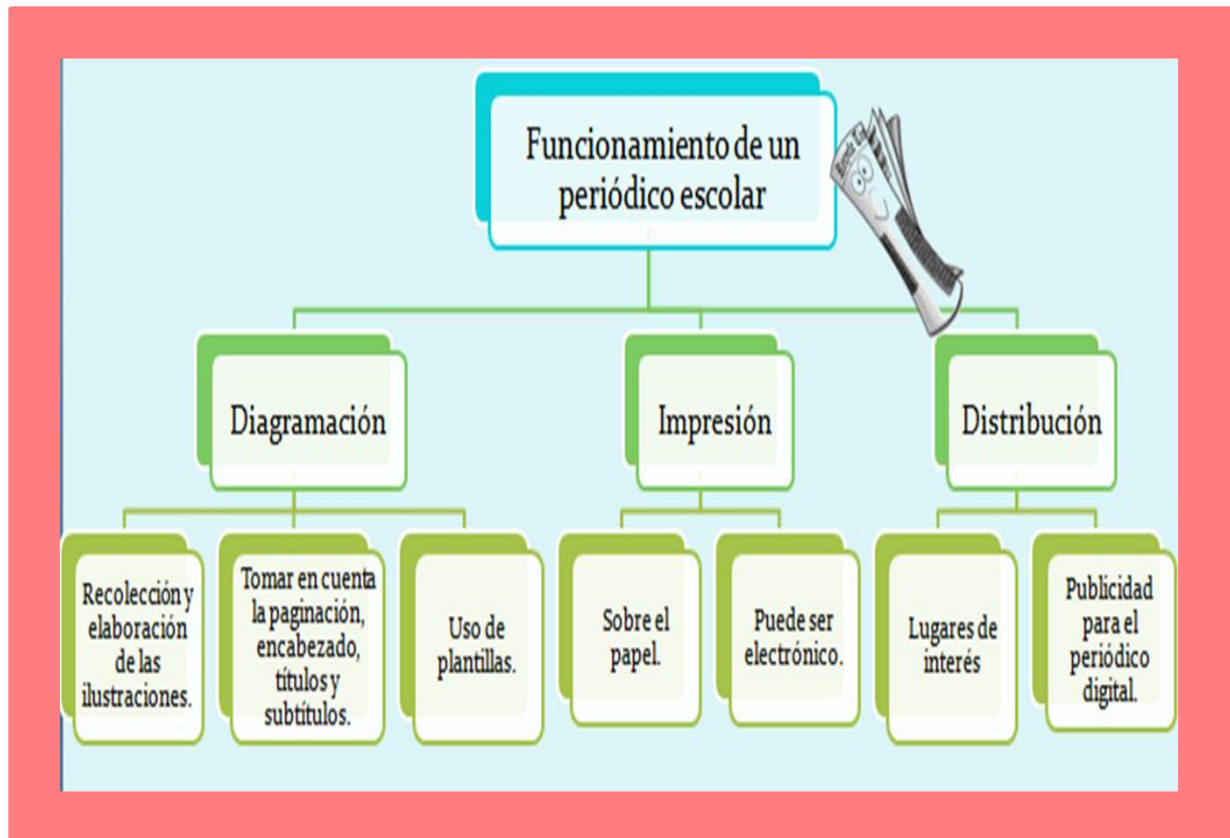 Funcionamiento de un
periódico escolar
Diagramación
Impresión
Distribución
Recolección y
elaboración
de las
ilustraciones.
Tomar en cuenta
la paginación,
encabezado,
títulos y
subtítulos.
Uso de
plantillas.
Sobre el
papel.
Puede ser
electrónico.
Lugares de
interés
Publicidad
para el
periódico
digital.